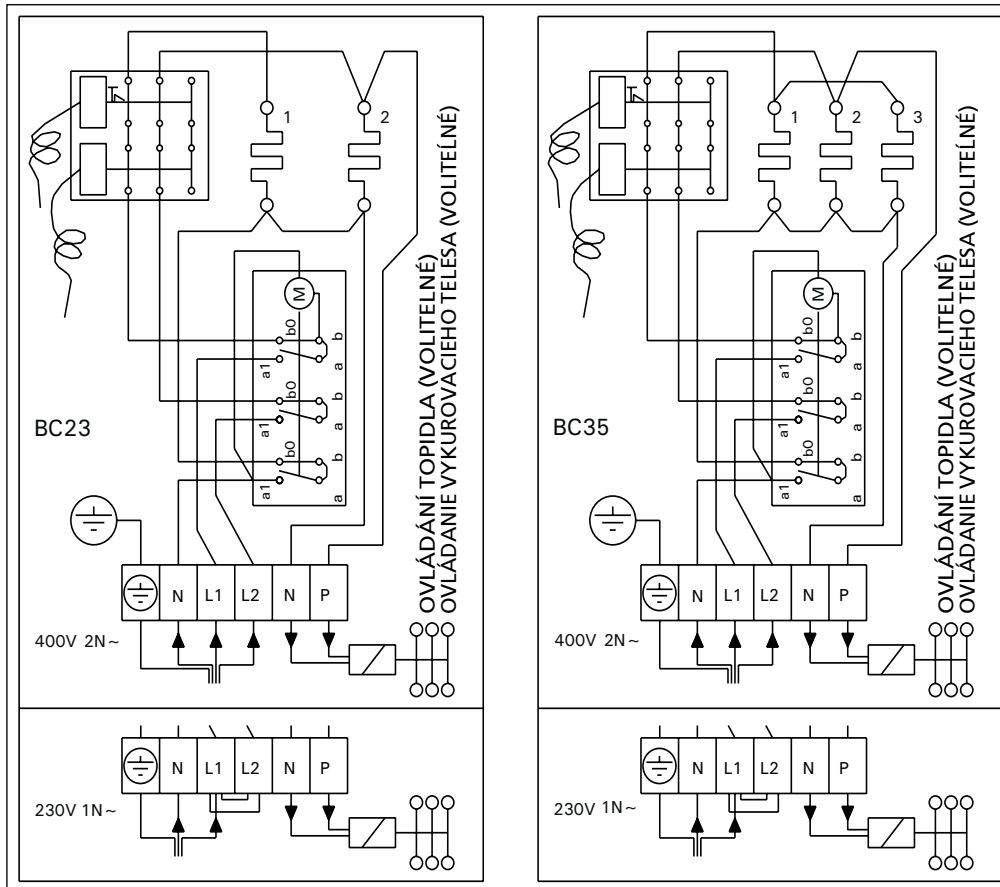 1
2
M
b0
b
a1
a
b0
b
a1
a
b0
b
a1
a
BC23
OVLÁDÁNÍ TOPIDLA (VOLITELNÉ)
OVLÁDANIE VYKUROVACIEHO TELESA (VOLITEĹNÉ)
N L1 L2 N P
400V 2N~
N L1 L2 N P
230V 1N~
1
2
3
M
b0
b
a1
a
b0
b
a1
a
b0
b
a1
a
BC35
OVLÁDÁNÍ TOPIDLA (VOLITELNÉ)
OVLÁDANIE VYKUROVACIEHO TELESA (VOLITEĹNÉ)
N L1 L2 N P
400V 2N~
N L1 L2 N P
230V 1N~